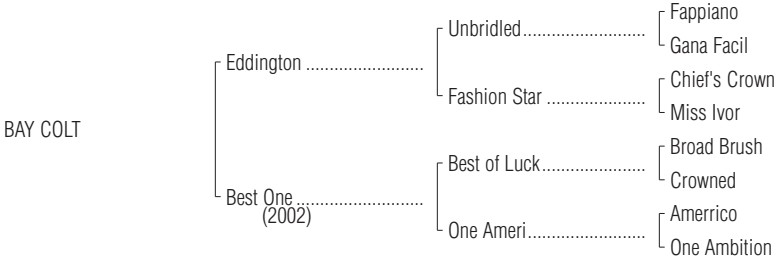 Fappiano
Unbridled
Gana Facil
Eddington
Chief's Crown
Fashion Star
Miss Ivor
BAY COLT
Broad Brush
Best of Luck
Crowned
Best One
(2002)
Amerrico
One Ameri
One Ambition